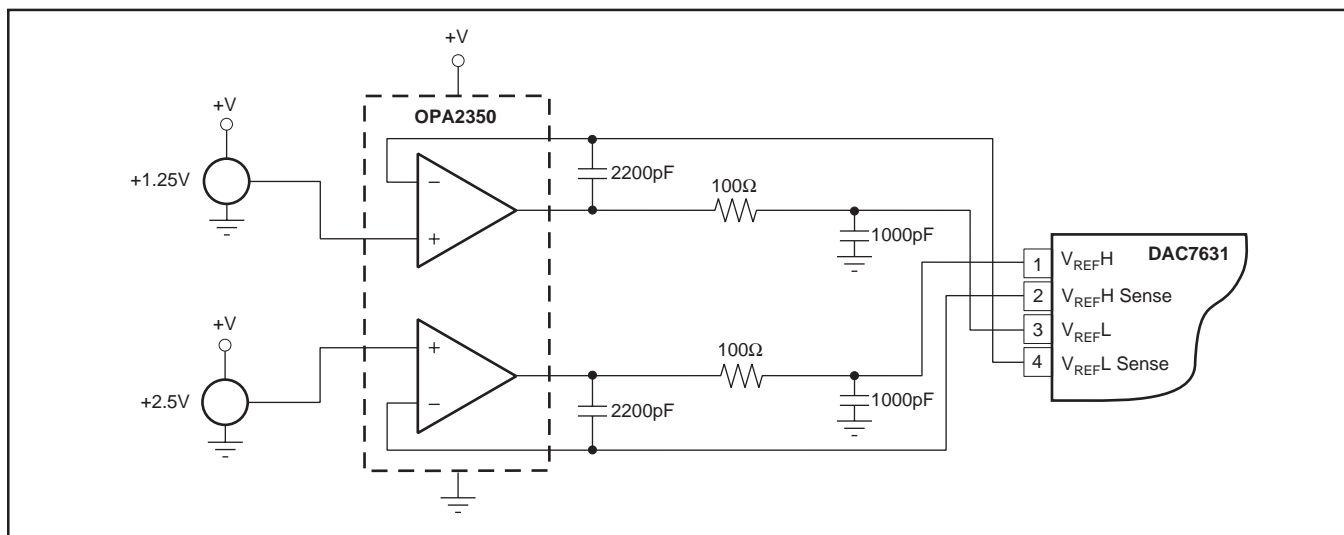 +V
+V
OPA2350
+1.25V
−
+
2200pF
100Ω
1000pF
DAC7631
1 VREFH
2 VREFH Sense
3 VREFL
4 VREFL Sense
+V
+2.5V
+
−
2200pF
100Ω
1000pF